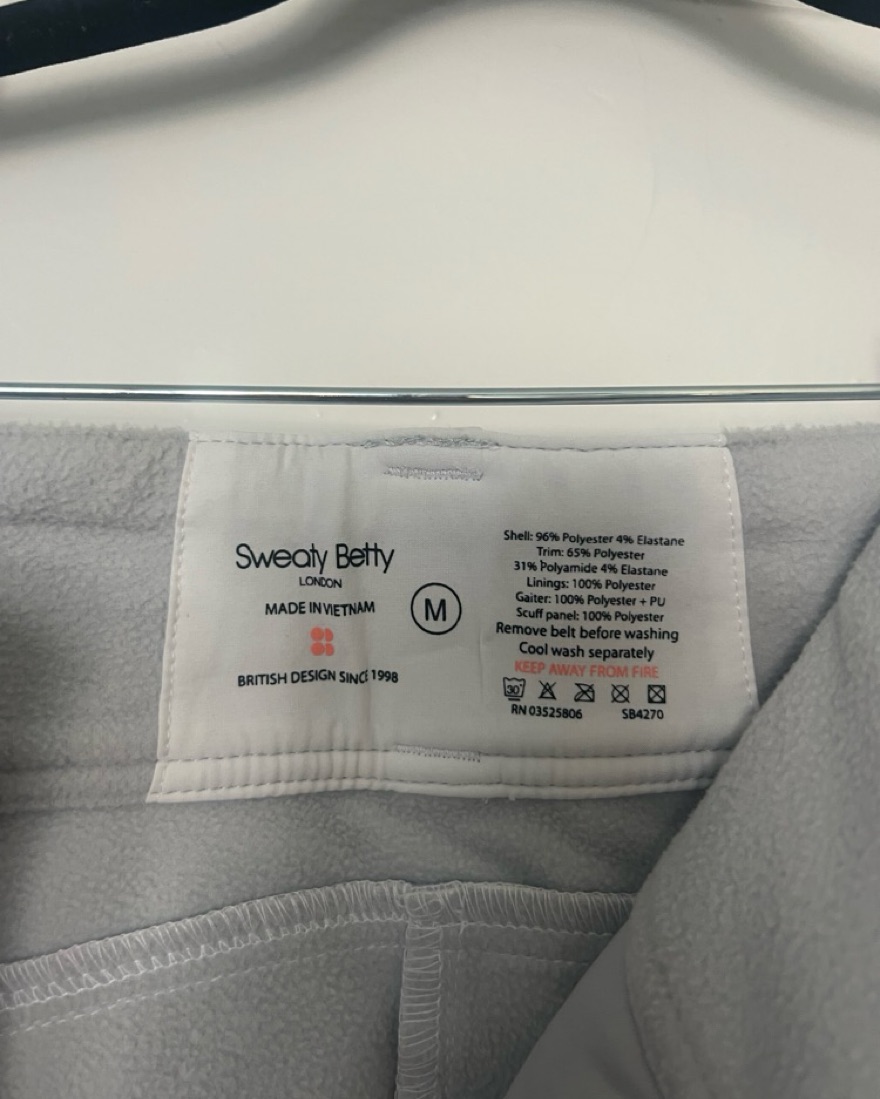 Sweaty Betty
LONDON
MADE IN VIETNAM
BRITISH DESIGN SINCE 1998
M
Shell: 96% Polyester 4% Elastane
Trim: 65% Polyester
31% Polyamide 4% Elastane
Linings: 100% Polyester
Gaiter: 100% Polyester + PU
Scuff panel: 100% Polyester
Remove belt before washing
Cool wash separately
KEEP AWAY FROM FIRE
30°
RN 03525806 SB4270